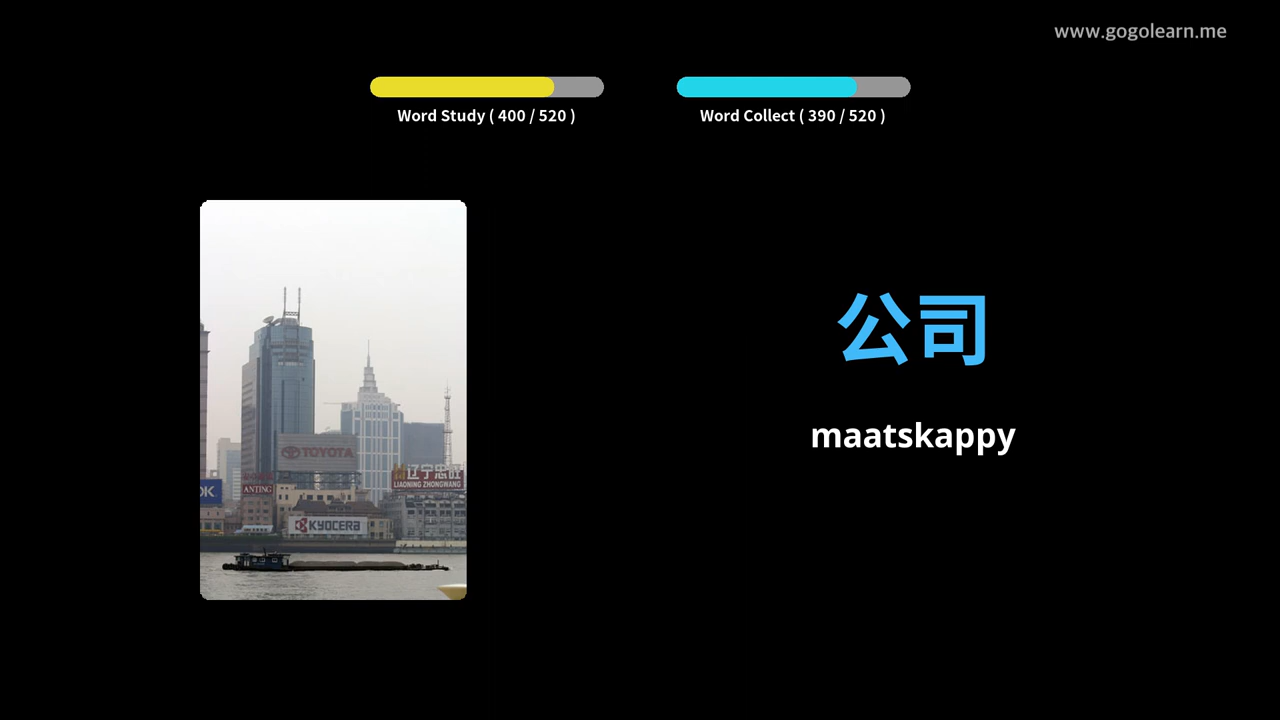 www.gogolearn.me
Word Study ( 400 / 520 )
Word Collect ( 390 / 520 )
公司
maatskappy
TOYOTA
辽宁忠旺
LIAONING ZHONGWANG
ANTING
OK
KYOCERA